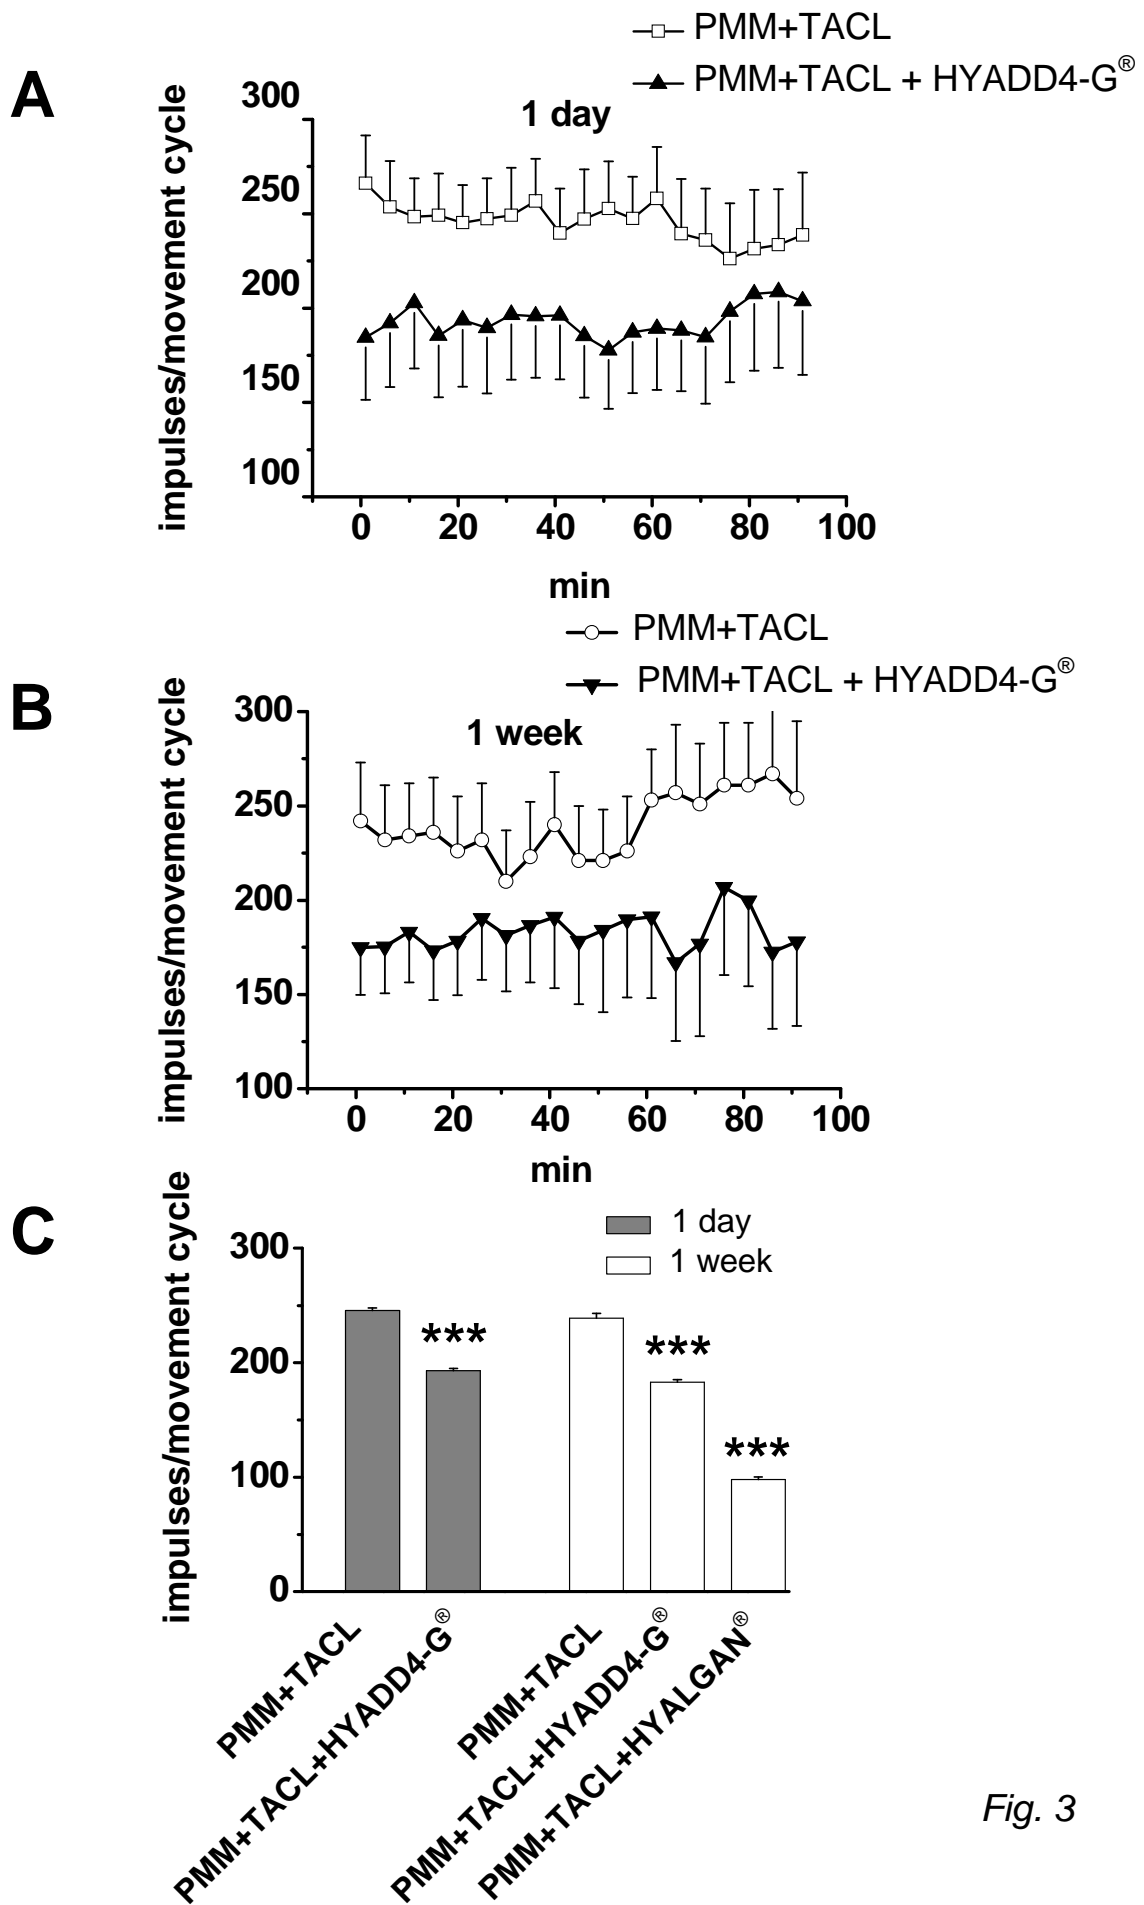 PMM+TACL
PMM+TACL + HYADD4-G®
A
1 day
impulses/movement cycle
300
250
200
150
100
0 20 40 60 80 100
min
PMM+TACL
PMM+TACL + HYADD4-G®
B
1 week
impulses/movement cycle
300
250
200
150
100
0 20 40 60 80 100
min
C
1 day
1 week
impulses/movement cycle
300
200
100
0
***
***
***
PMM+TACL
PMM+TACL+HYADD4-G®
PMM+TACL
PMM+TACL+HYADD4-G®
PMM+TACL+HYALGAN®
Fig. 3